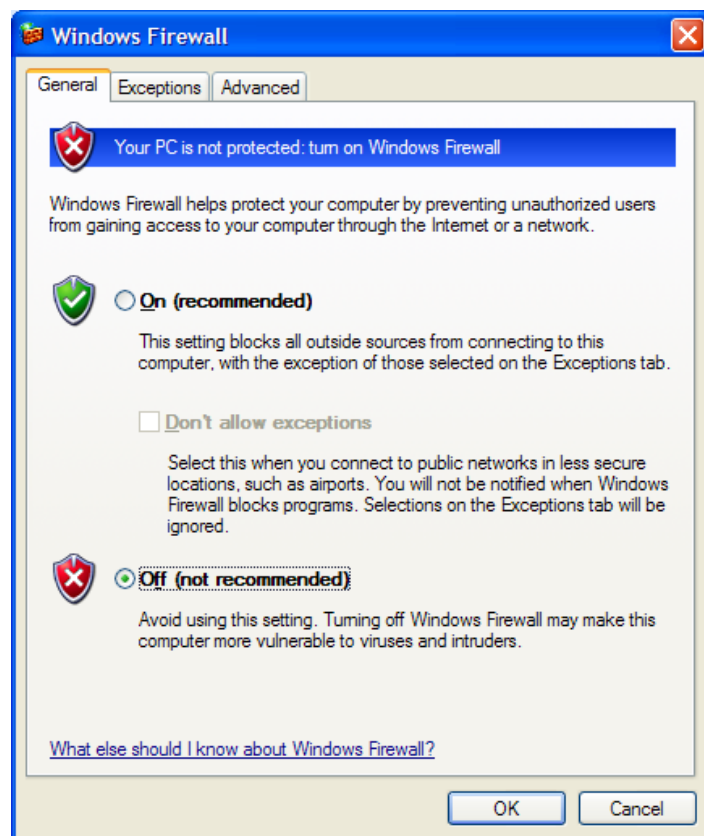 Windows Firewall
General Exceptions Advanced
Your PC is not protected: turn on Windows Firewall
Windows Firewall helps protect your computer by preventing unauthorized users
from gaining access to your computer through the Internet or a network.
On (recommended)
This setting blocks all outside sources from connecting to this
computer, with the exception of those selected on the Exceptions tab.
Don't allow exceptions
Select this when you connect to public networks in less secure
locations, such as airports. You will not be notified when Windows
Firewall blocks programs. Selections on the Exceptions tab will be
ignored.
Off (not recommended)
Avoid using this setting. Turning off Windows Firewall may make this
computer more vulnerable to viruses and intruders.
What else should I know about Windows Firewall?
OK Cancel